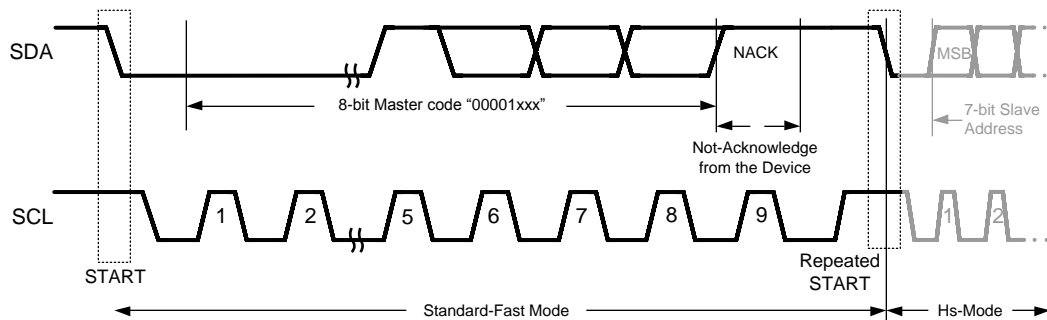 SDA
NACK
MSB
8-bit Master code “00001xxx”
7-bit Slave
Address
Not-Acknowledge
from the Device
SCL
1
2
5
6
7
8
9
1
2
START
Repeated
START
Standard-Fast Mode
Hs-Mode